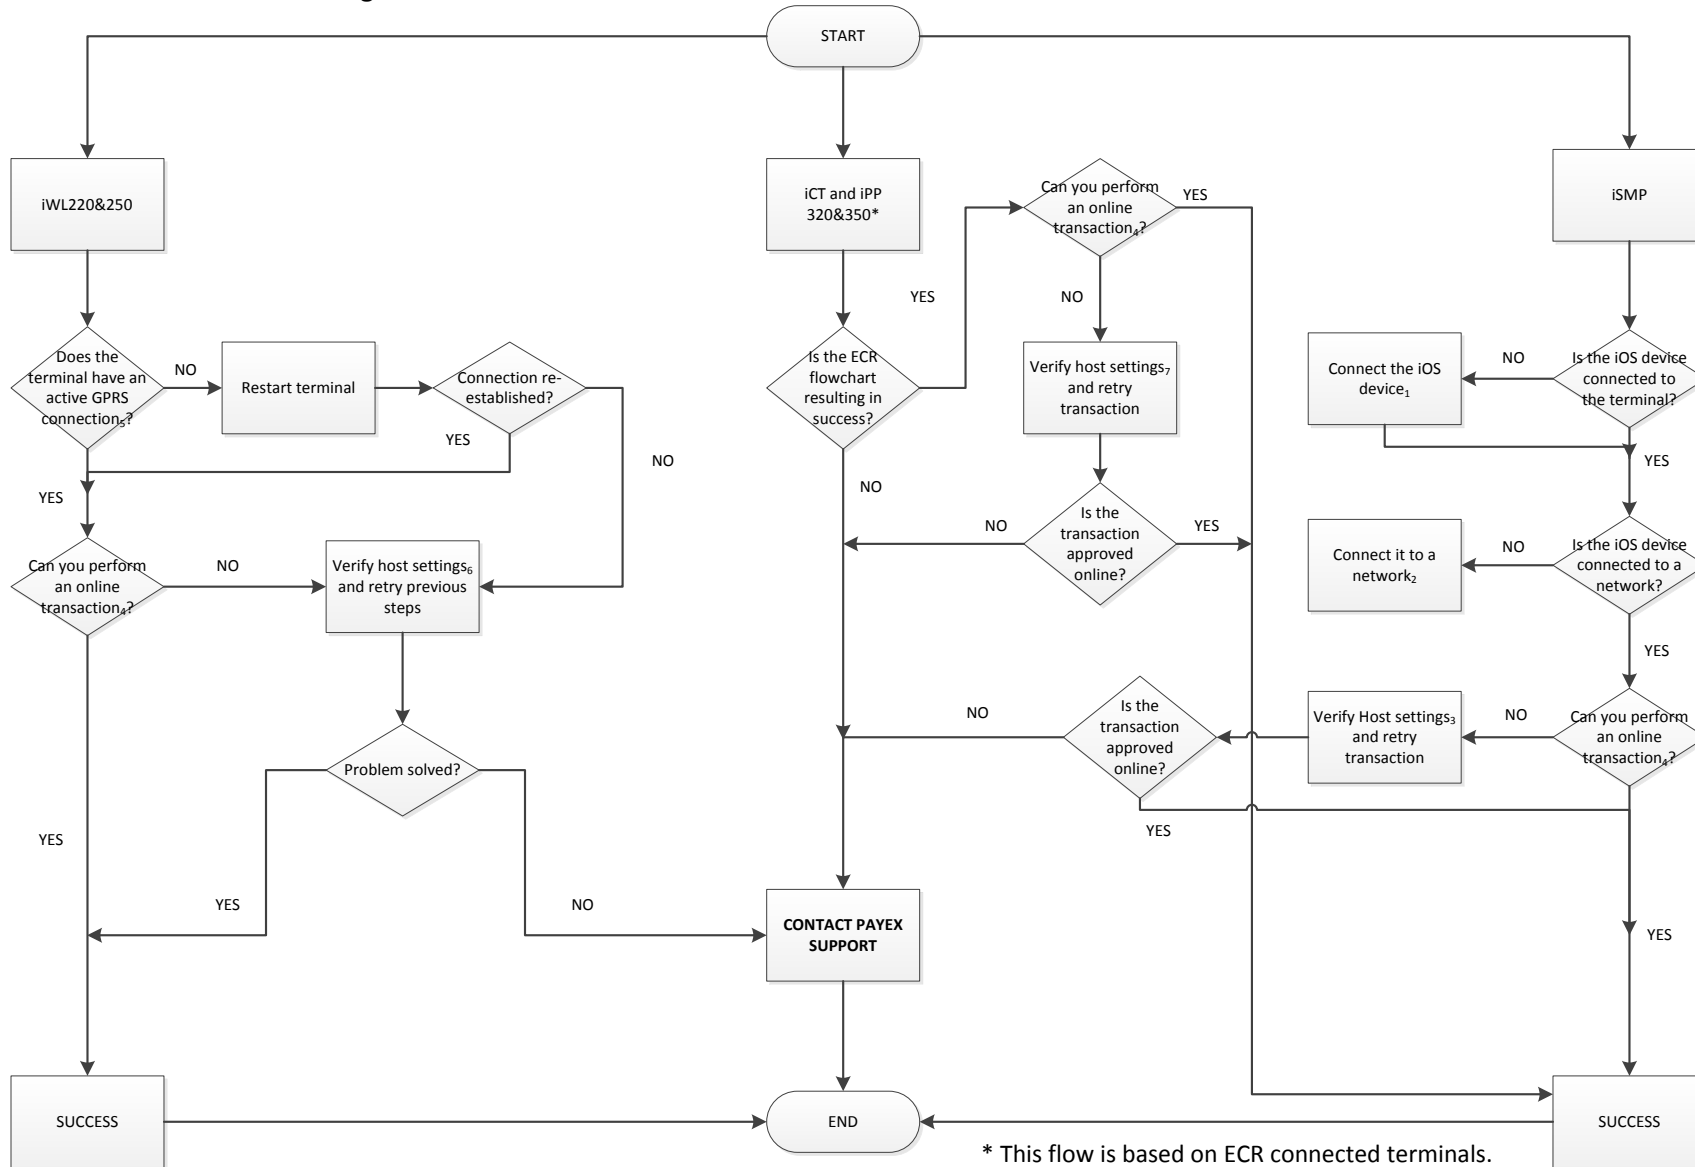 START
iWL220&250
iCT and iPP
320&350*
Can you perform
an online
transaction₄?
YES
iSMP
YES
NO
Does the
terminal have an
active GPRS
connection₅?
NO
Restart terminal
Connection re-
established?
YES
NO
YES
Is the ECR
flowchart
resulting in
success?
NO
Verify host settings₇
and retry
transaction
Connect the iOS
device₁
NO
Is the iOS device
connected to
the terminal?
YES
Can you perform
an online
transaction₄?
NO
Verify host settings₆
and retry previous
steps
NO
Is the
transaction
approved
online?
YES
Connect it to a
network₂
NO
Is the iOS device
connected to a
network?
YES
Problem solved?
NO
Is the
transaction
approved
online?
YES
Verify Host settings₃
and retry
transaction
NO
Can you perform
an online
transaction₄?
YES
YES
YES
NO
CONTACT PAYEX
SUPPORT
SUCCESS
END
SUCCESS
* This flow is based on ECR connected terminals.